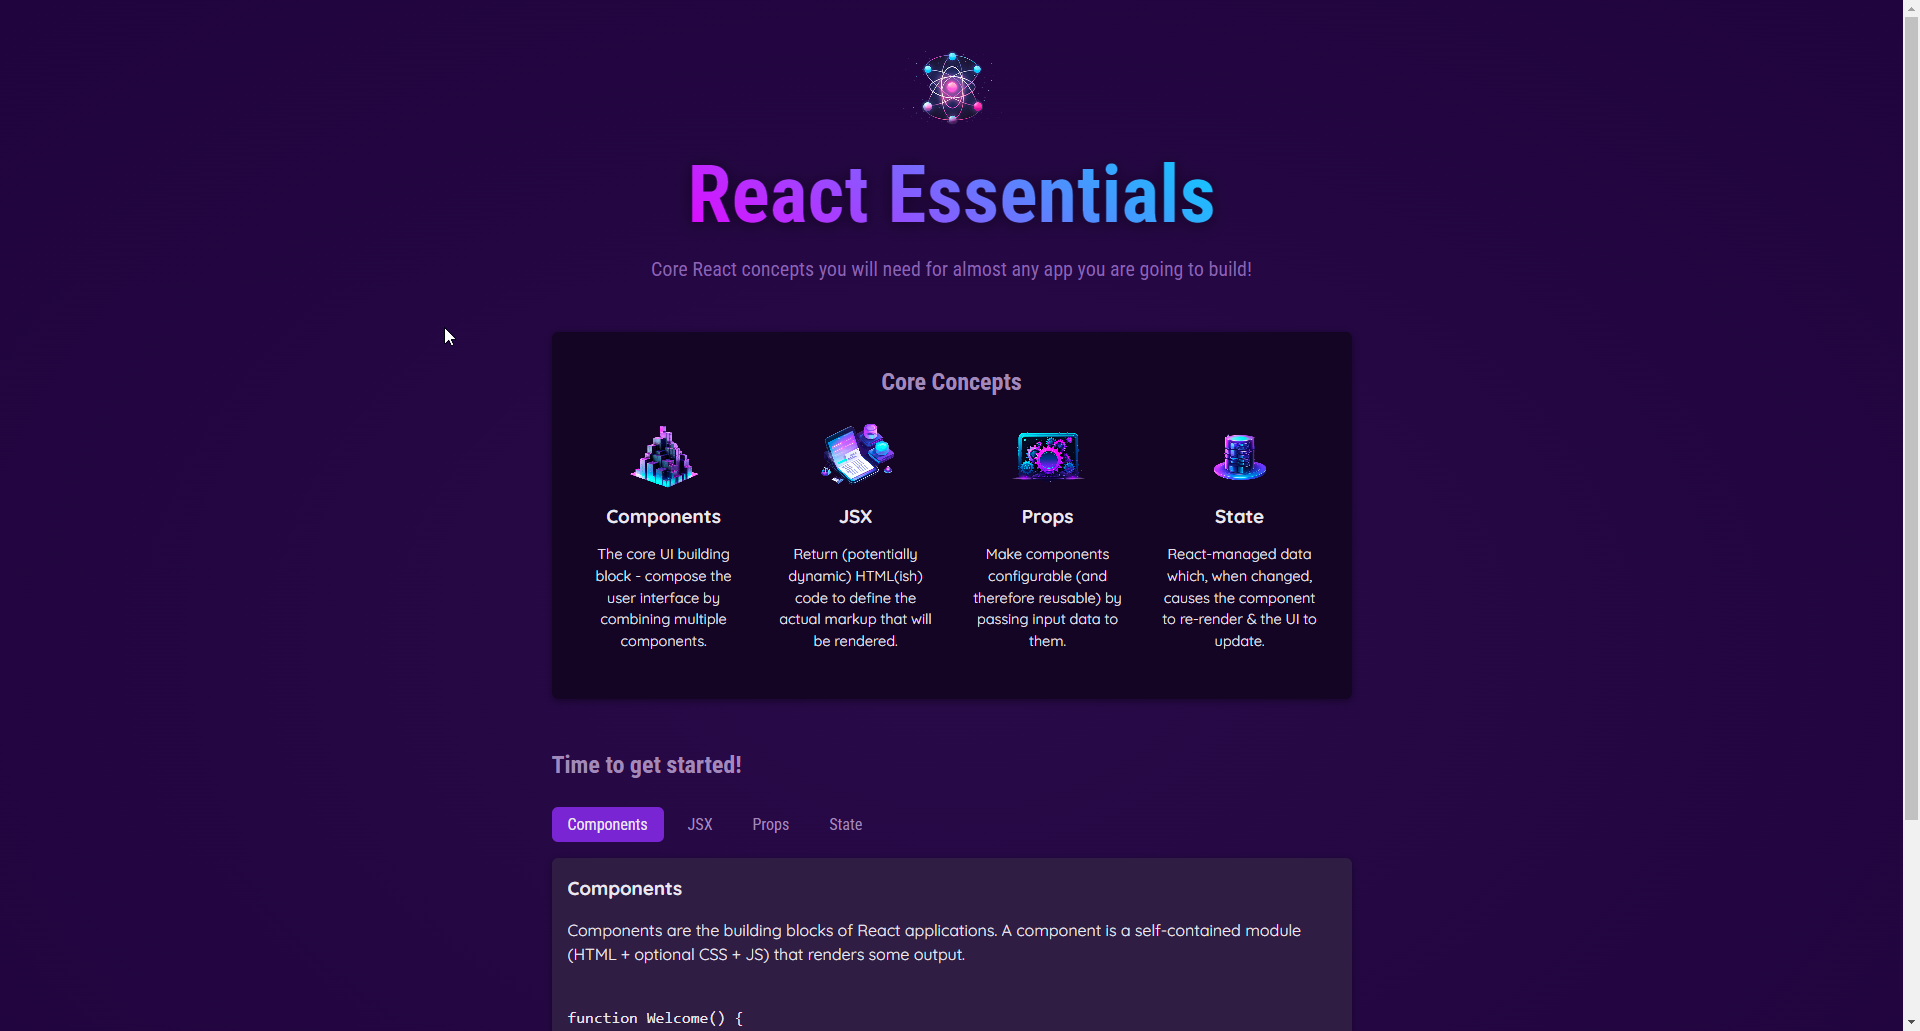 React Essentials
Core React concepts you will need for almost any app you are going to build!
Core Concepts
Components
The core UI building
block - compose the
user interface by
combining multiple
components.
JSX
Return (potentially
dynamic) HTML(ish)
code to define the
actual markup that will
be rendered.
Props
Make components
configurable (and
therefore reusable) by
passing input data to
them.
State
React-managed data
which, when changed,
causes the component
to re-render & the UI to
update.
Time to get started!
Components JSX Props State
Components
Components are the building blocks of React applications. A component is a self-contained module
(HTML + optional CSS + JS) that renders some output.
function Welcome() {